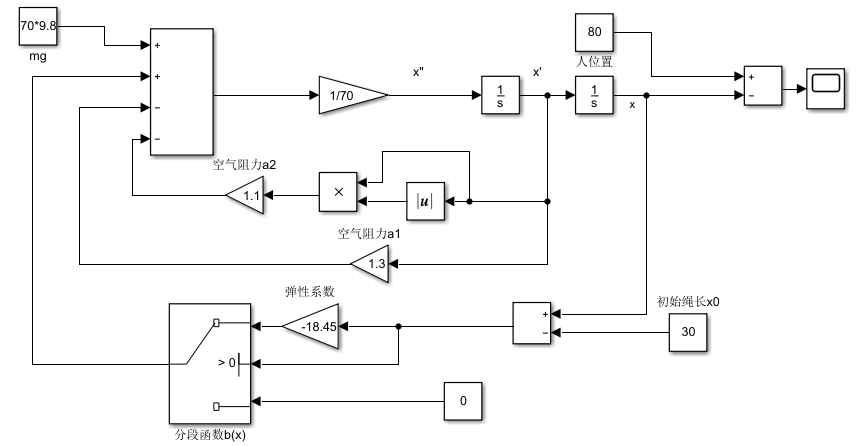 70*9.8
mg
+
+
−
−
1/70
x''
1
s
x'
1
s
x
80
人位置
+
−
空气阻力a2
1.1
×
|u|
空气阻力a1
1.3
弹性系数
-18.45
> 0
分段函数b(x)
0
+
−
初始绳长x0
30